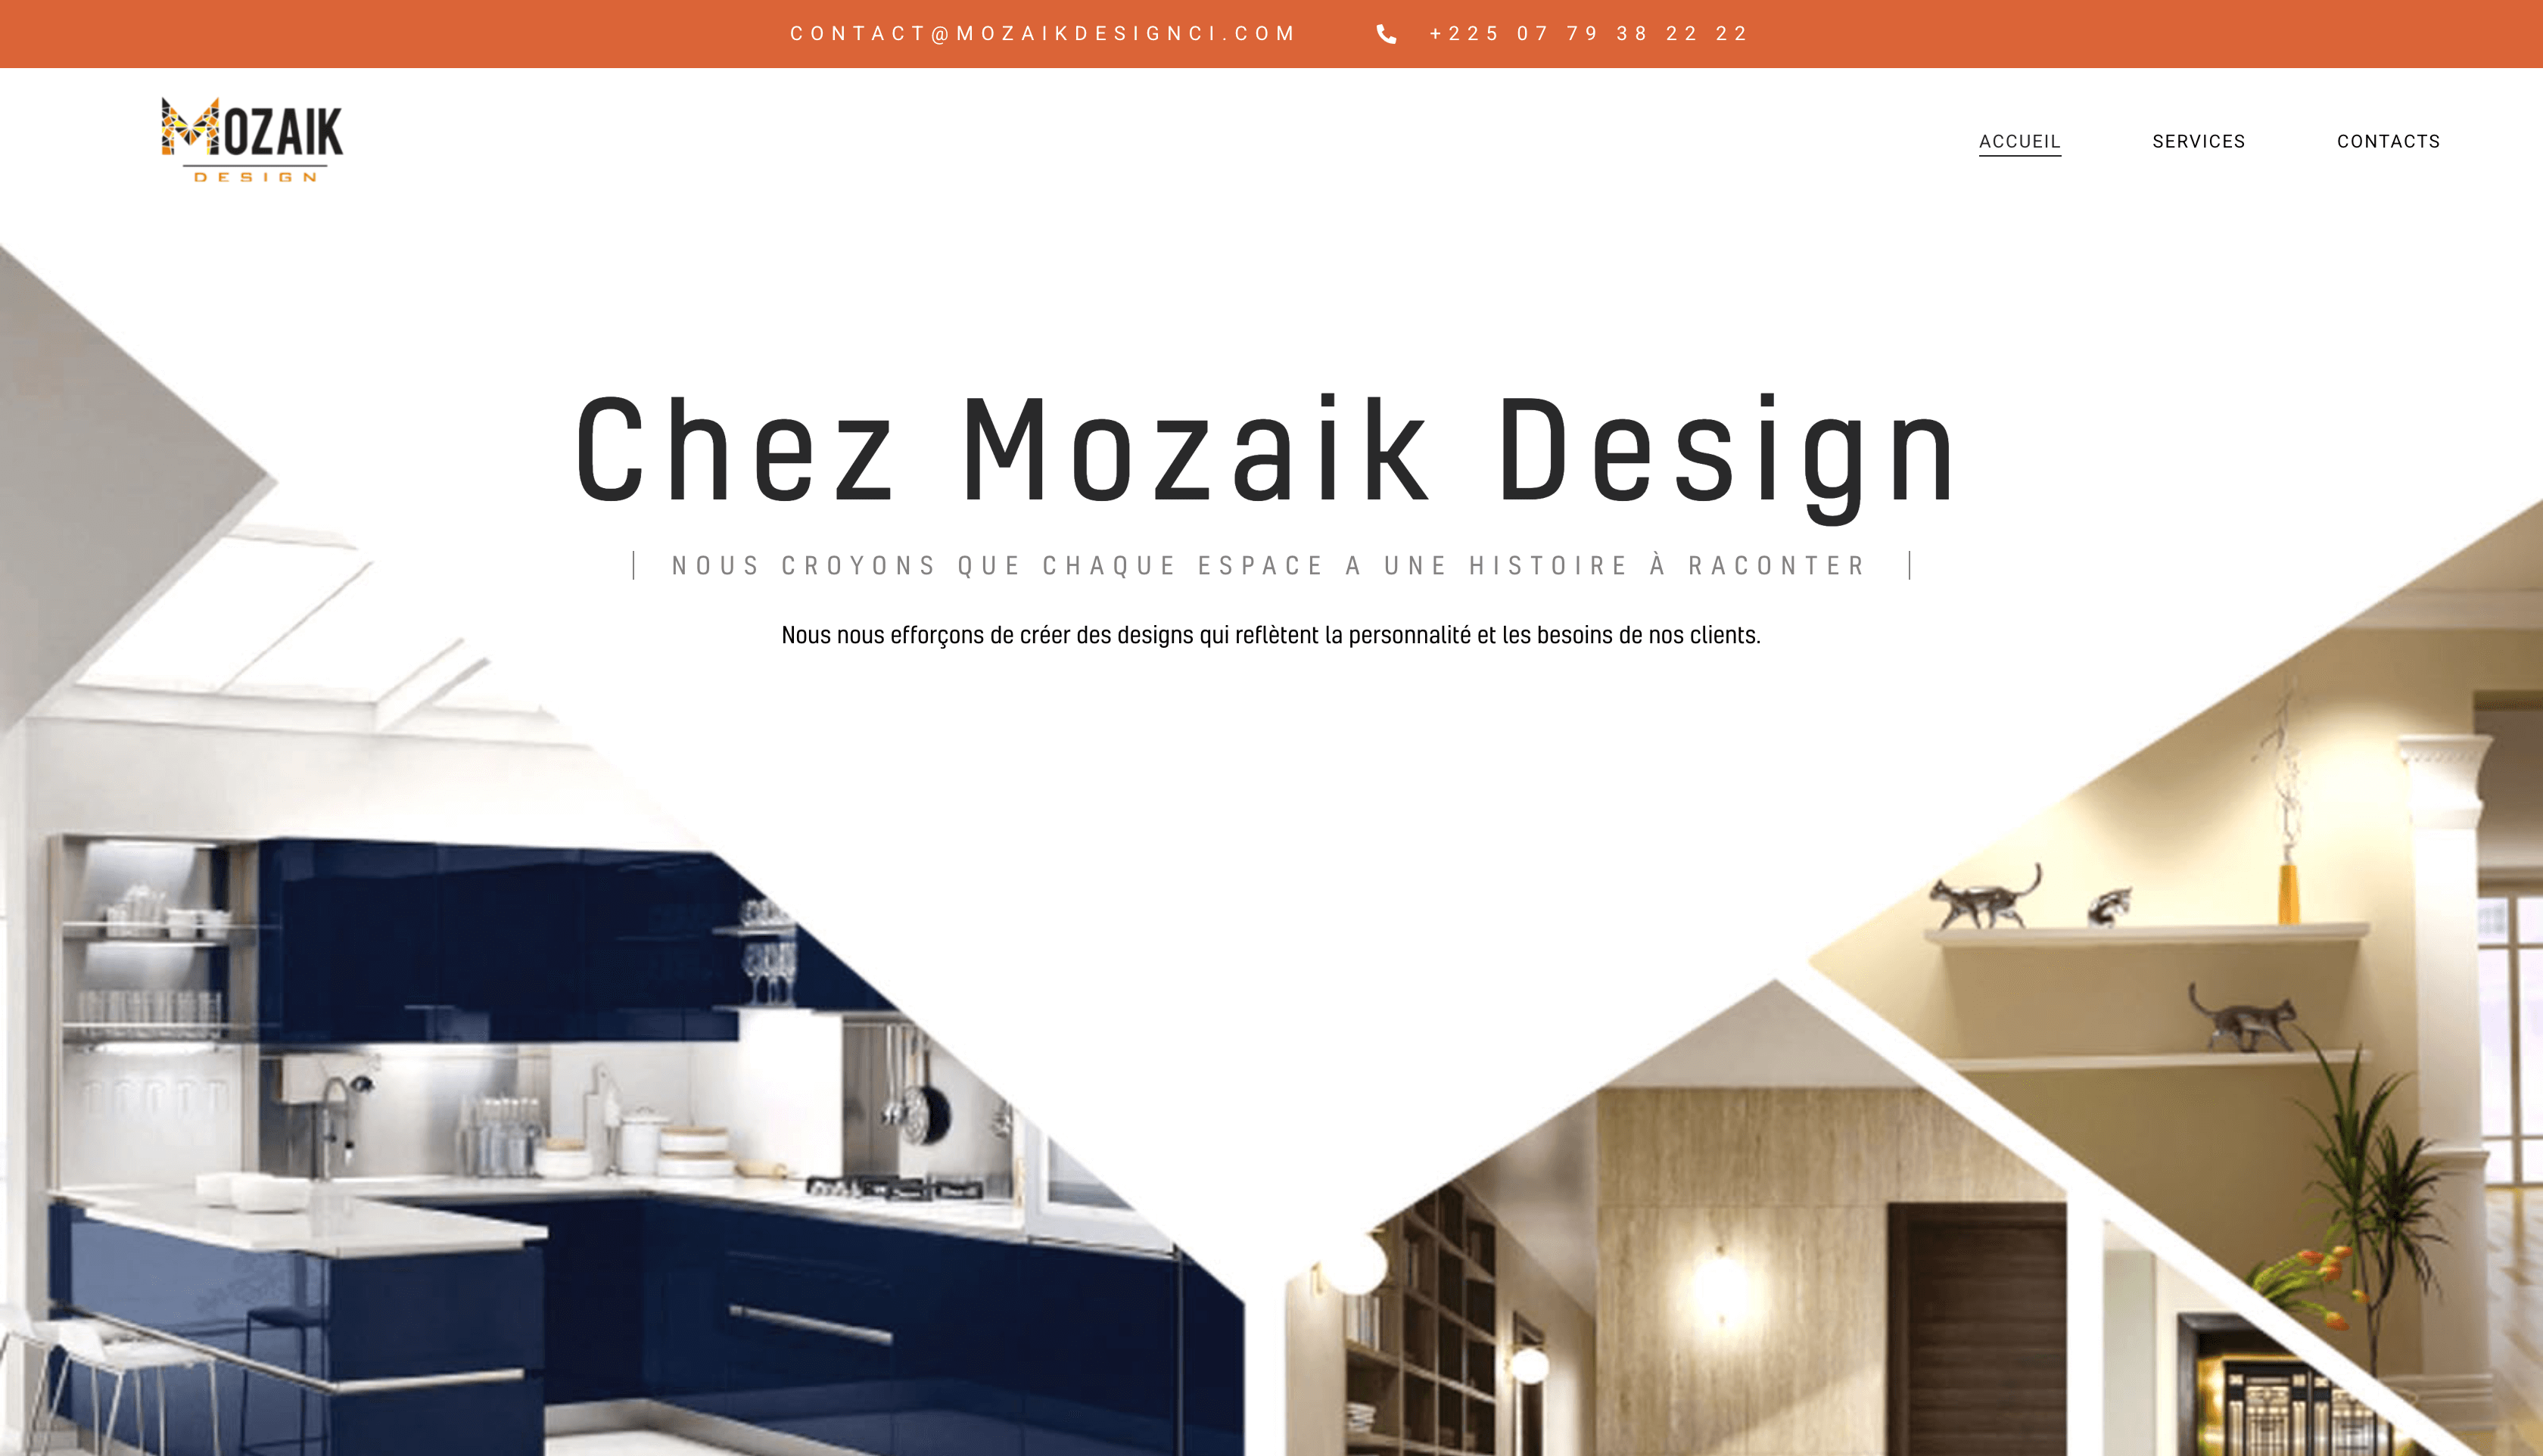 CONTACT@MOZAIKDESIGNCI.COM +225 07 79 38 22 22
MOZAIK
DESIGN
ACCUEIL SERVICES CONTACTS
Chez Mozaik Design
NOUS CROYONS QUE CHAQUE ESPACE A UNE HISTOIRE À RACONTER
Nous nous efforçons de créer des designs qui reflètent la personnalité et les besoins de nos clients.